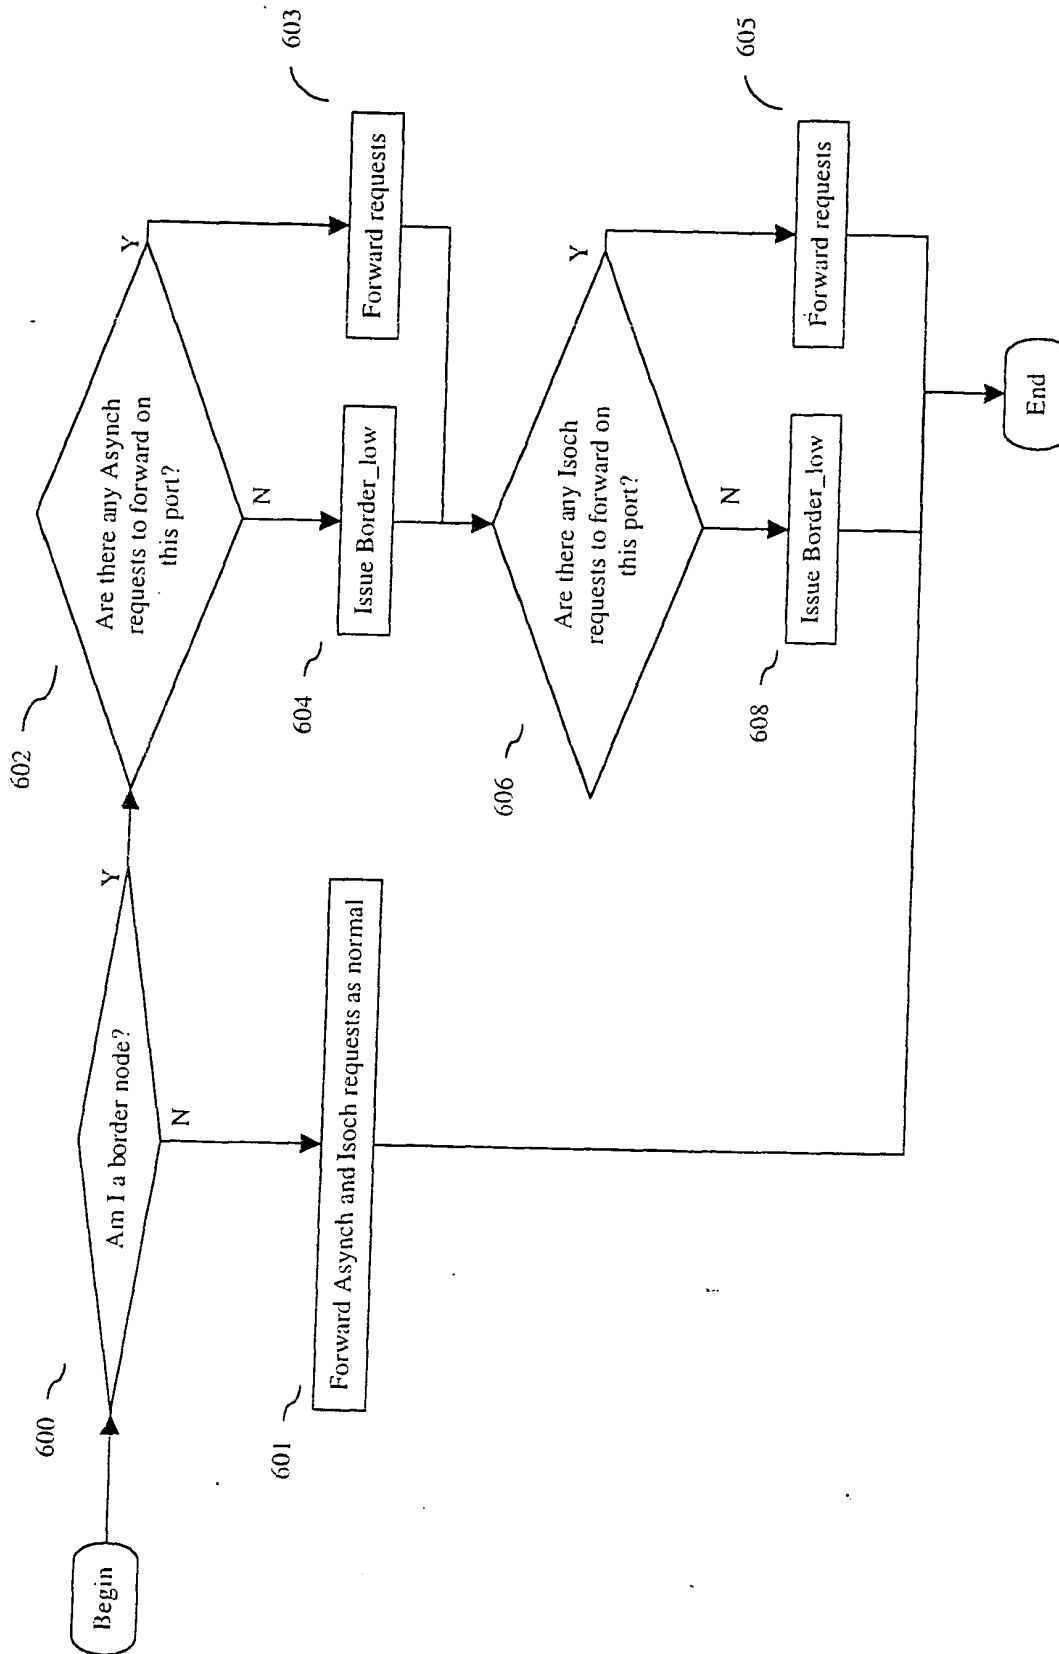 Begin
600
Am I a border node?
Y
N
601
Forward Asynch and Isoch requests as normal
602
Are there any Asynch
requests to forward on
this port?
Y
N
603
Forward requests
604
Issue Border_low
606
Are there any Isoch
requests to forward on
this port?
Y
N
605
Forward requests
608
Issue Border_low
End